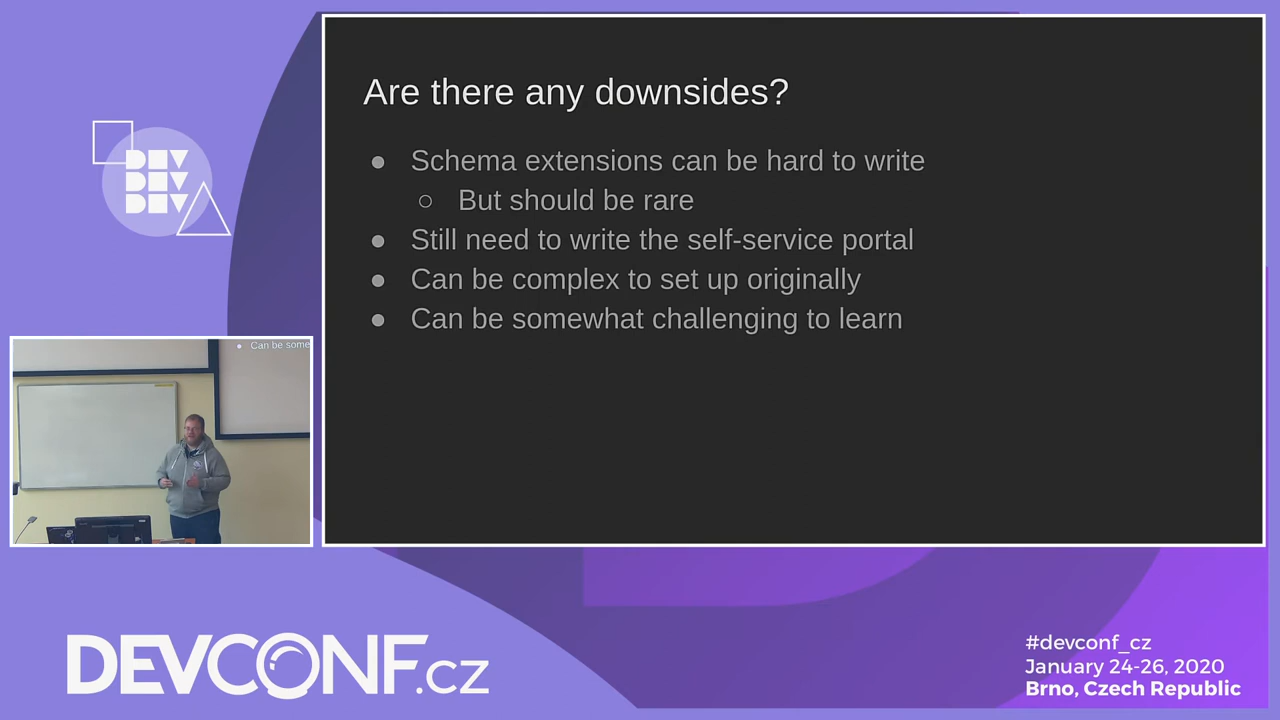 Are there any downsides?
● Schema extensions can be hard to write
○ But should be rare
● Still need to write the self-service portal
● Can be complex to set up originally
● Can be somewhat challenging to learn
DEV
DEV
DEV
● Can be some
DEVCONF.cz
#devconf_cz
January 24-26, 2020
Brno, Czech Republic